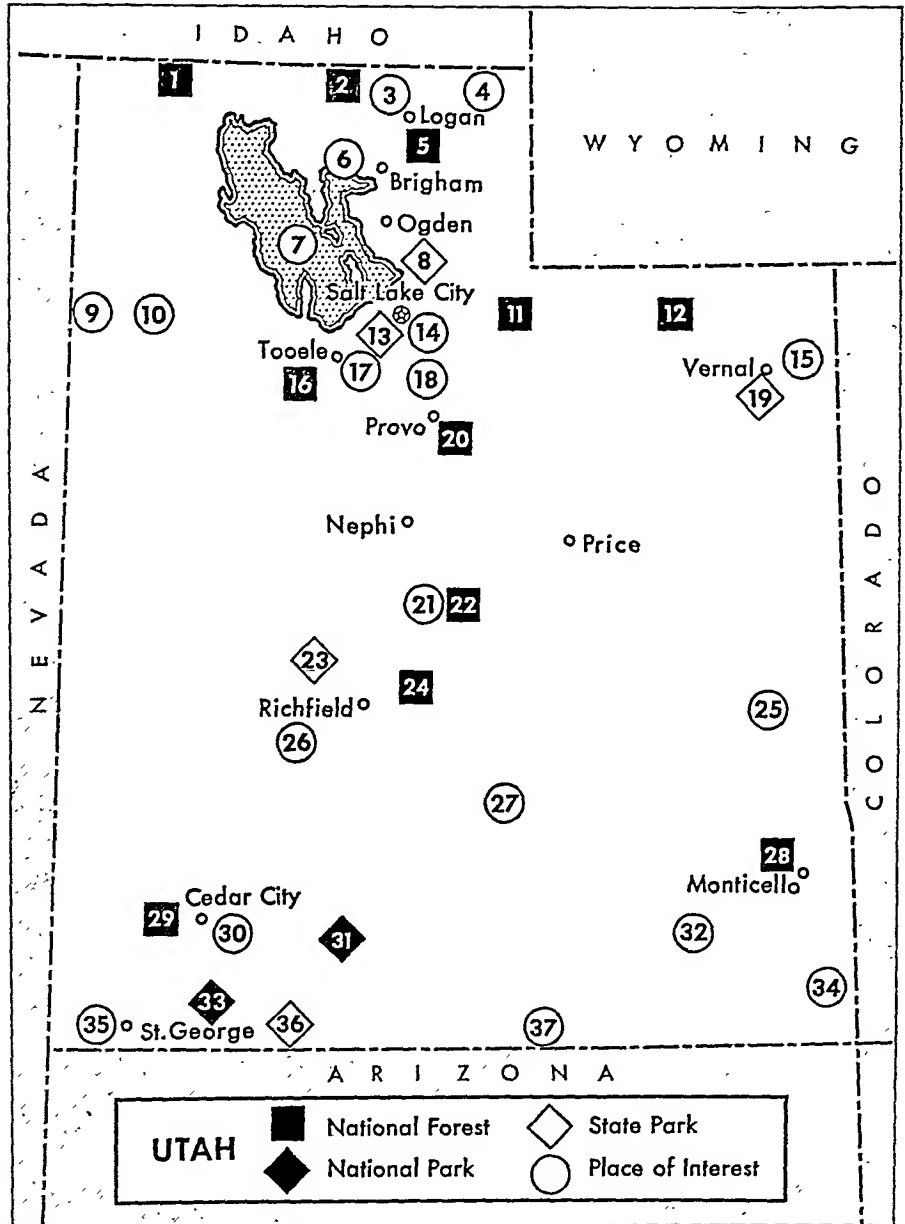 IDAHO
1
2
3
4
Logan
WYOMING
5
6
Brigham
Ogden
7
8
Salt Lake City
9
10
11
12
13
14
Tooele
15
Vernal
16
17
18
19
Provo
20
NEVADA
COLORADO
Nephi
Price
21
22
23
24
Richfield
25
26
27
28
Monticello
Cedar City
29
30
31
32
33
34
35
St. George
36
37
ARIZONA
UTAH
National Forest
State Park
National Park
Place of Interest